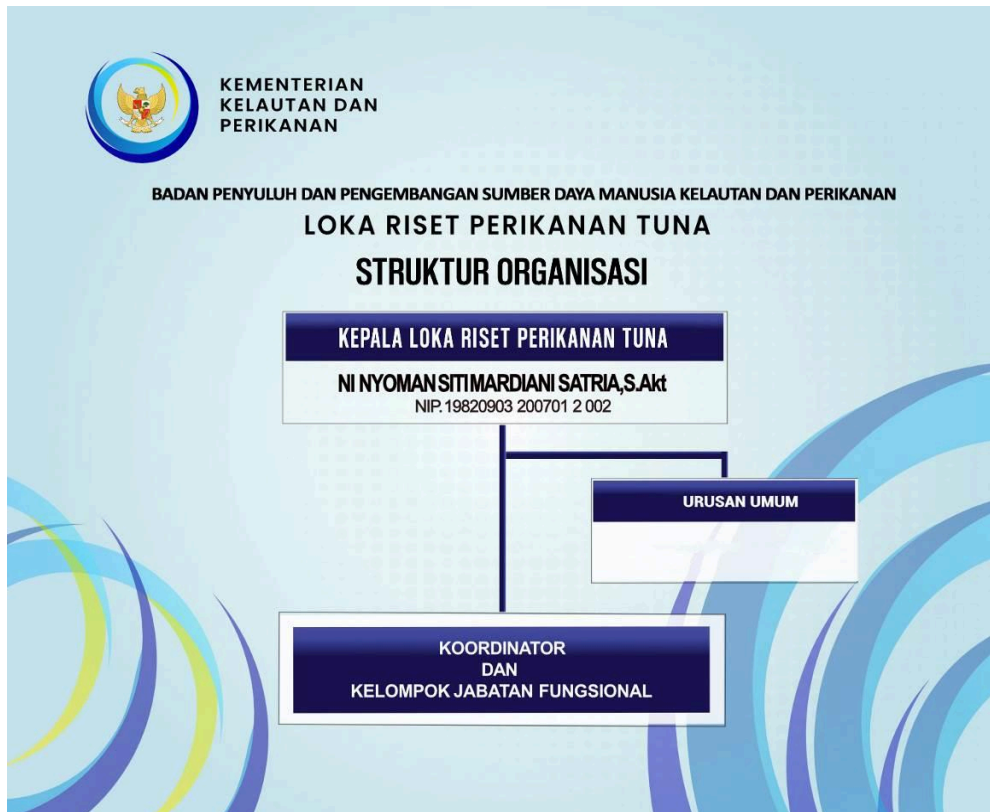 KEMENTERIAN
KELAUTAN DAN
PERIKANAN
BADAN PENYULUH DAN PENGEMBANGAN SUMBER DAYA MANUSIA KELAUTAN DAN PERIKANAN
LOKA RISET PERIKANAN TUNA
STRUKTUR ORGANISASI
KEPALA LOKA RISET PERIKANAN TUNA
NI NYOMAN SITI MARDIANI SATRIA,S.Akt
NIP. 19820903 200701 2 002
URUSAN UMUM
KOORDINATOR
DAN
KELOMPOK JABATAN FUNGSIONAL